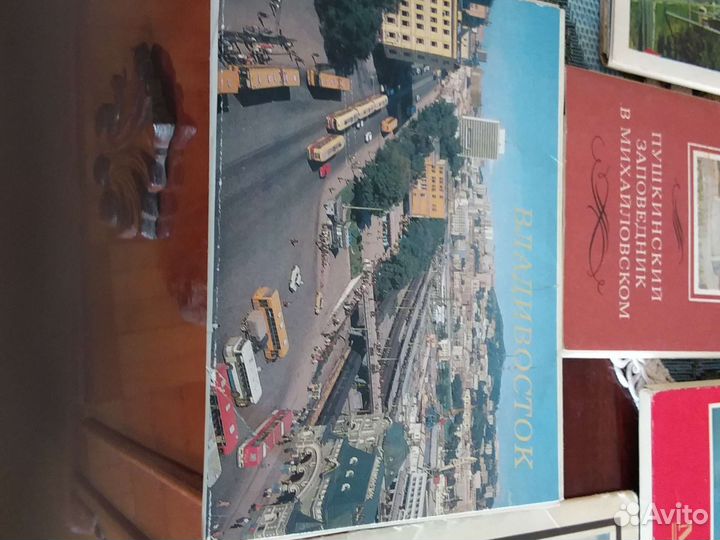 ВЛАДИВОСТОК
ПУШКИНСКИЙ
ЗАПОВЕДНИК
В МИХАЙЛОВСКОМ
Avito